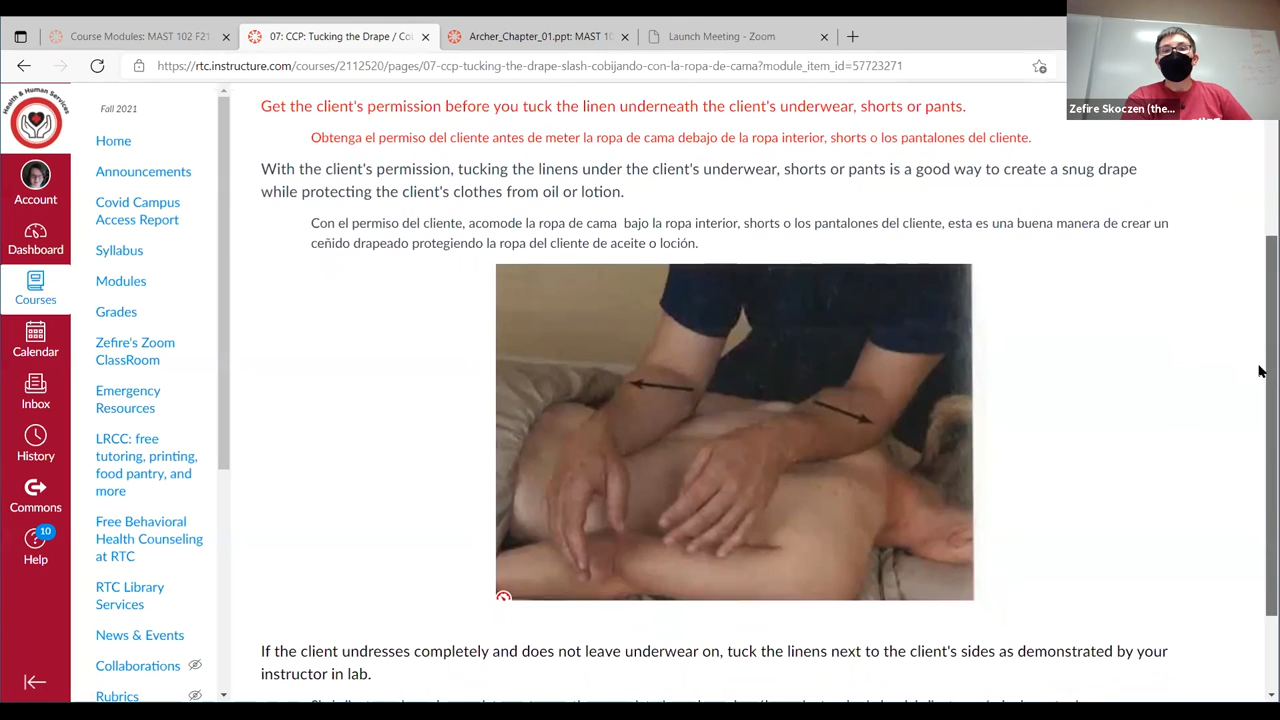 Course Modules: MAST 102 F21
07: CCP: Tucking the Drape / Co
Archer_Chapter_01.ppt: MAST 10
Launch Meeting - Zoom
https://rtc.instructure.com/courses/2112520/pages/07-ccp-tucking-the-drape-slash-cobijando-con-la-ropa-de-cama?module_item_id=57723271
Zefire Skoczen (the...
Health & Human Services
Account
Dashboard
Courses
Calendar
Inbox
History
Commons
10
Help
Fall 2021
Home
Announcements
Covid Campus
Access Report
Syllabus
Modules
Grades
Zefire's Zoom
ClassRoom
Emergency
Resources
LRCC: free
tutoring, printing,
food pantry, and
more
Free Behavioral
Health Counseling
at RTC
RTC Library
Services
News & Events
Collaborations
Rubrics
Get the client's permission before you tuck the linen underneath the client's underwear, shorts or pants.
Obtenga el permiso del cliente antes de meter la ropa de cama debajo de la ropa interior, shorts o los pantalones del cliente.
With the client's permission, tucking the linens under the client's underwear, shorts or pants is a good way to create a snug drape
while protecting the client's clothes from oil or lotion.
Con el permiso del cliente, acomode la ropa de cama bajo la ropa interior, shorts o los pantalones del cliente, esta es una buena manera de crear un
ceñido drapeado protegiendo la ropa del cliente de aceite o loción.
If the client undresses completely and does not leave underwear on, tuck the linens next to the client's sides as demonstrated by your
instructor in lab.